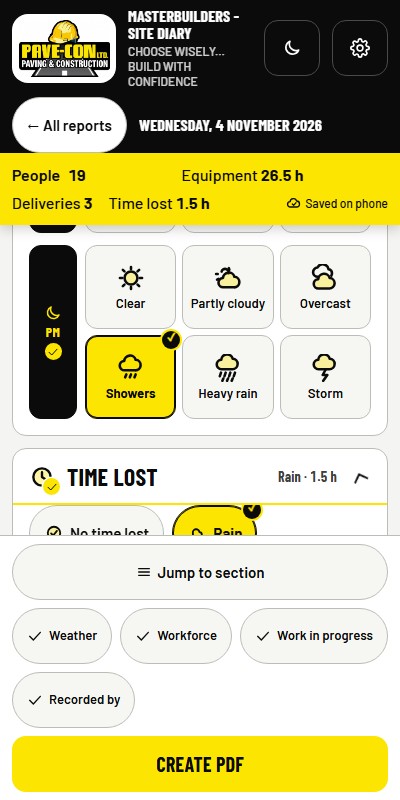 PAVE-CON LTD.
PAVING & CONSTRUCTION
MASTERBUILDERS -
SITE DIARY
CHOOSE WISELY...
BUILD WITH
CONFIDENCE
← All reports
WEDNESDAY, 4 NOVEMBER 2026
People 19
Equipment 26.5 h
Deliveries 3
Time lost 1.5 h
Saved on phone
PM
Clear
Partly cloudy
Overcast
Showers
Heavy rain
Storm
TIME LOST
Rain · 1.5 h
No time lost
Rain
Jump to section
Weather
Workforce
Work in progress
Recorded by
CREATE PDF